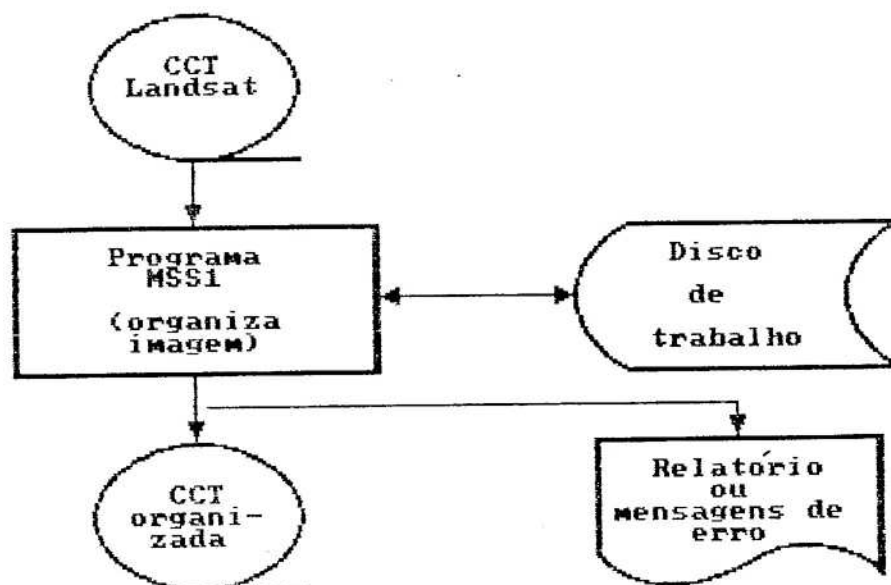 CCT
Landsat
Programa
MSS1
(organiza
imagem)
Disco
de
trabalho
CCT
organi-
zada
Relatório
ou
mensagens de
erro